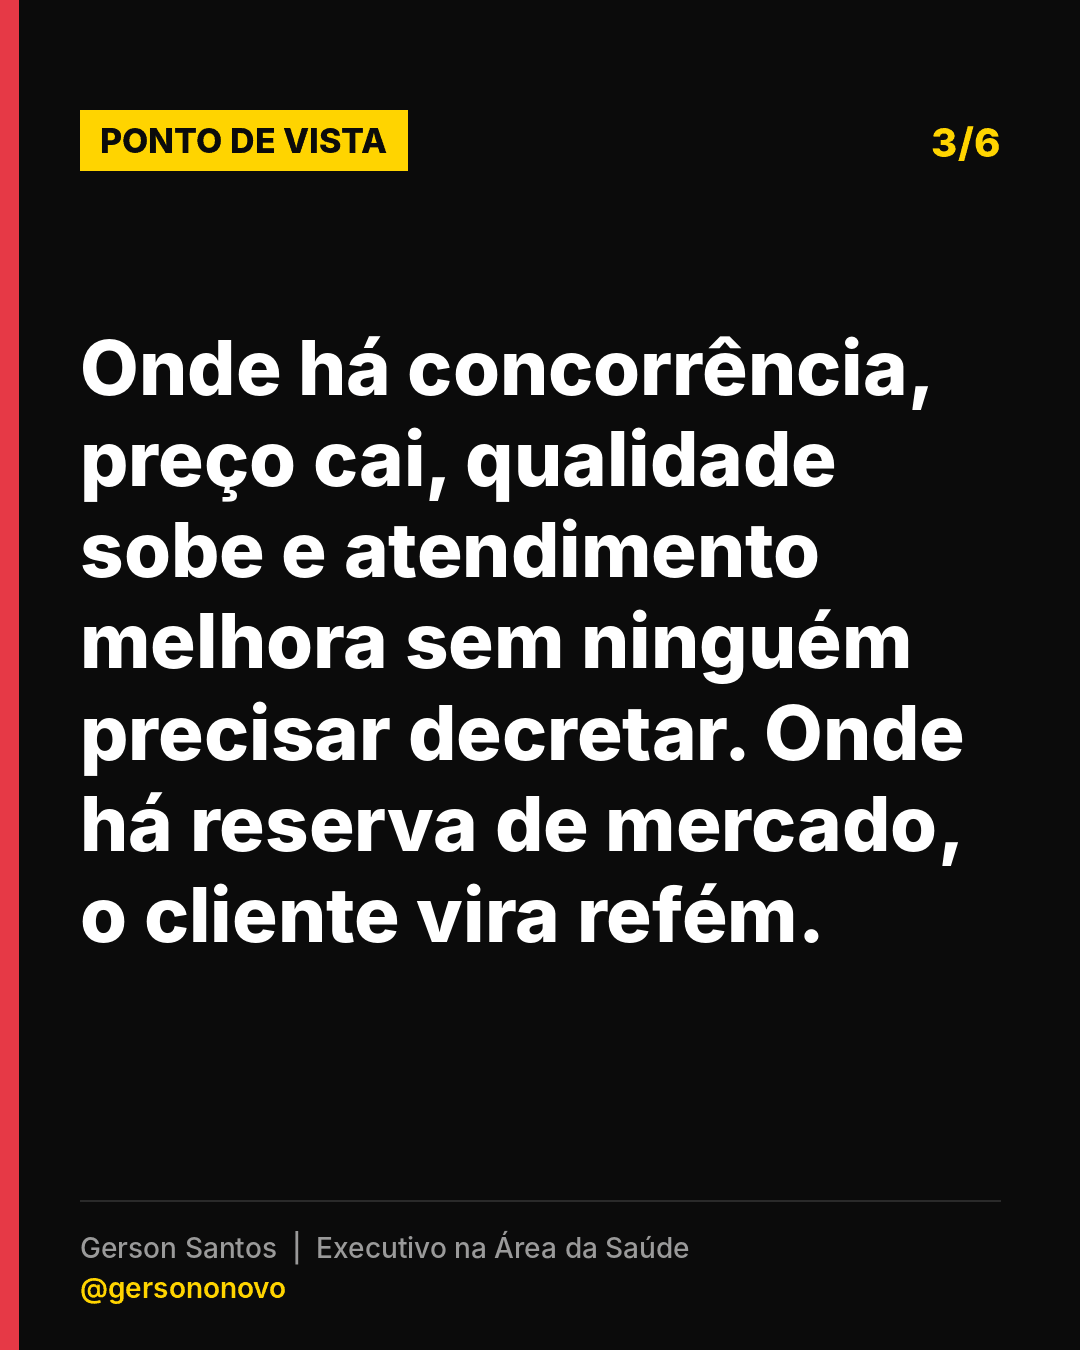 PONTO DE VISTA
3/6
Onde há concorrência,
preço cai, qualidade
sobe e atendimento
melhora sem ninguém
precisar decretar. Onde
há reserva de mercado,
o cliente vira refém.
Gerson Santos | Executivo na Área da Saúde
@gersononovo